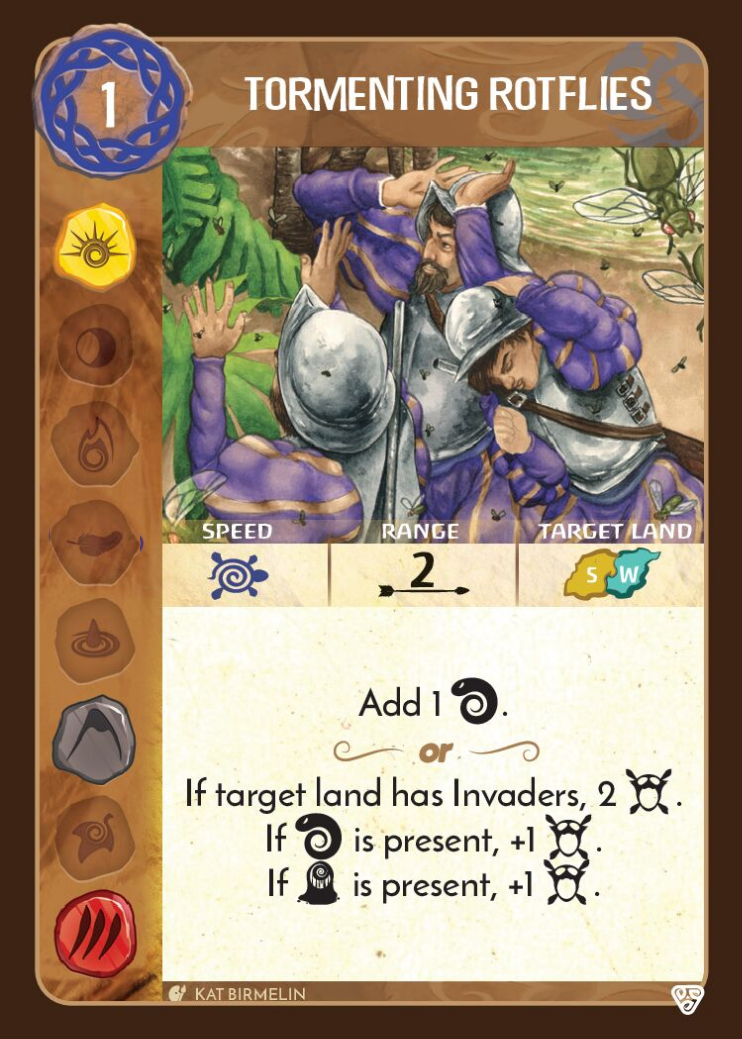 1
TORMENTING ROTFLIES
SPEED RANGE TARGET LAND
2 S W
Add 1 .
or
If target land has Invaders, 2 .
If is present, +1 .
If is present, +1 .
KAT BIRMELIN